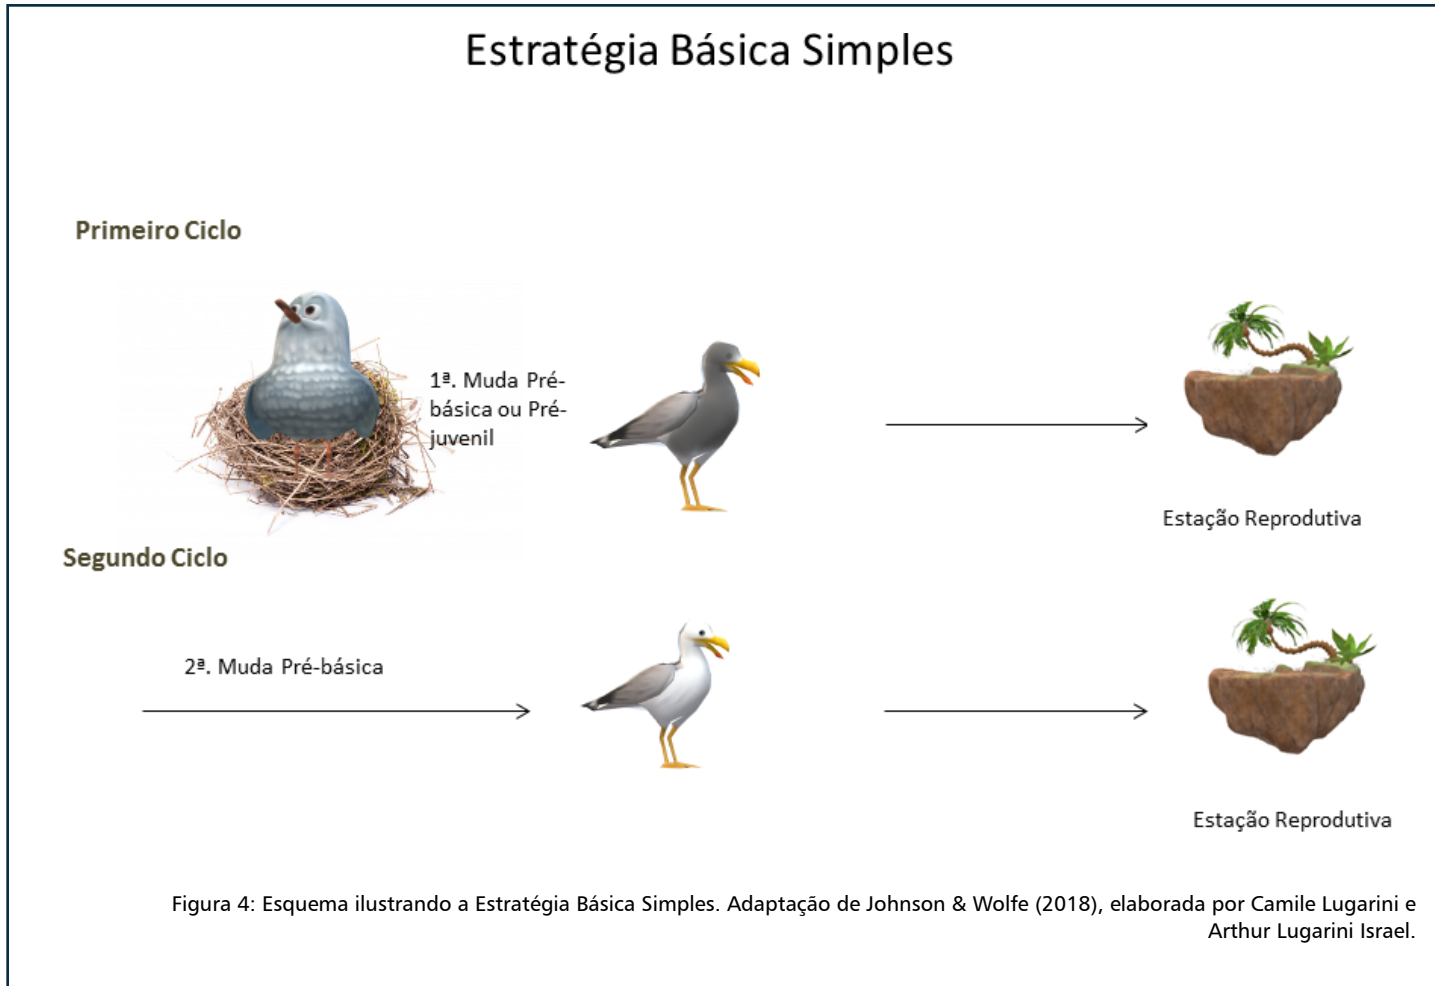 Estratégia Básica Simples
Primeiro Ciclo
1ª. Muda Pré-
básica ou Pré-
juvenil
Estação Reprodutiva
Segundo Ciclo
2ª. Muda Pré-básica
Estação Reprodutiva
Figura 4: Esquema ilustrando a Estratégia Básica Simples. Adaptação de Johnson & Wolfe (2018), elaborada por Camile Lugarini e
Arthur Lugarini Israel.